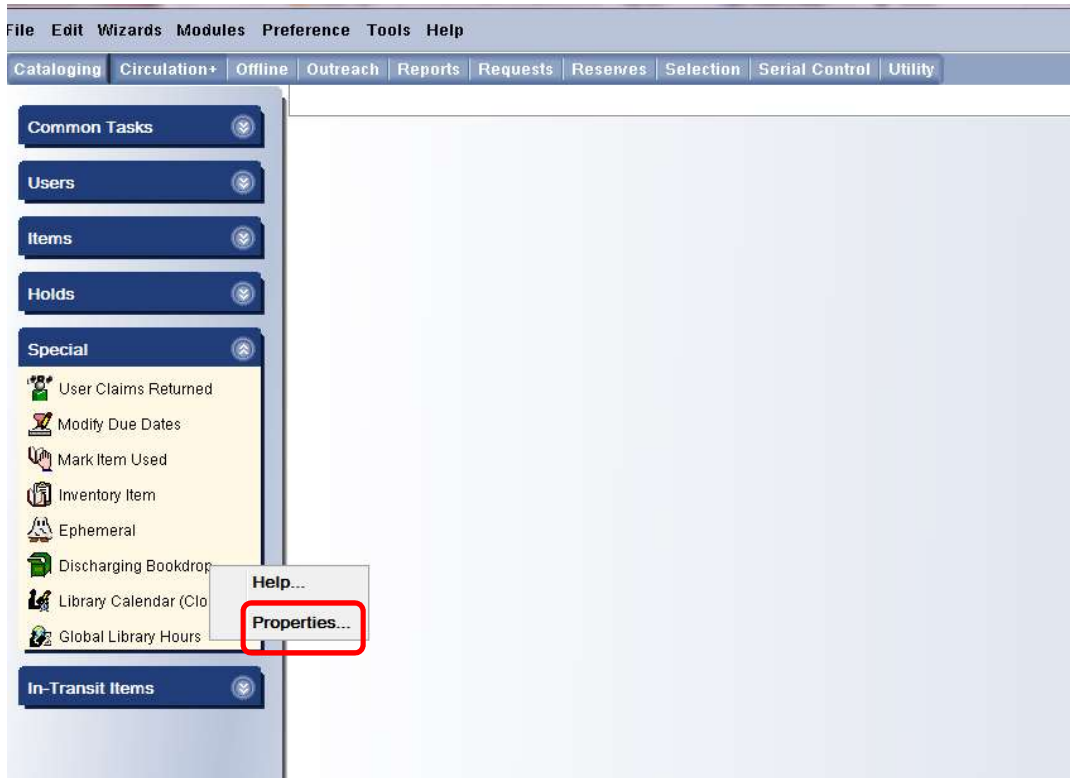 File Edit Wizards Modules Preference Tools Help
Cataloging Circulation+ Offline Outreach Reports Requests Reserves Selection Serial Control Utility
Common Tasks
Users
Items
Holds
Special
User Claims Returned
Modify Due Dates
Mark Item Used
Inventory Item
Ephemeral
Discharging Bookdrop
Help...
Library Calendar (Clo
Properties...
Global Library Hours
In-Transit Items